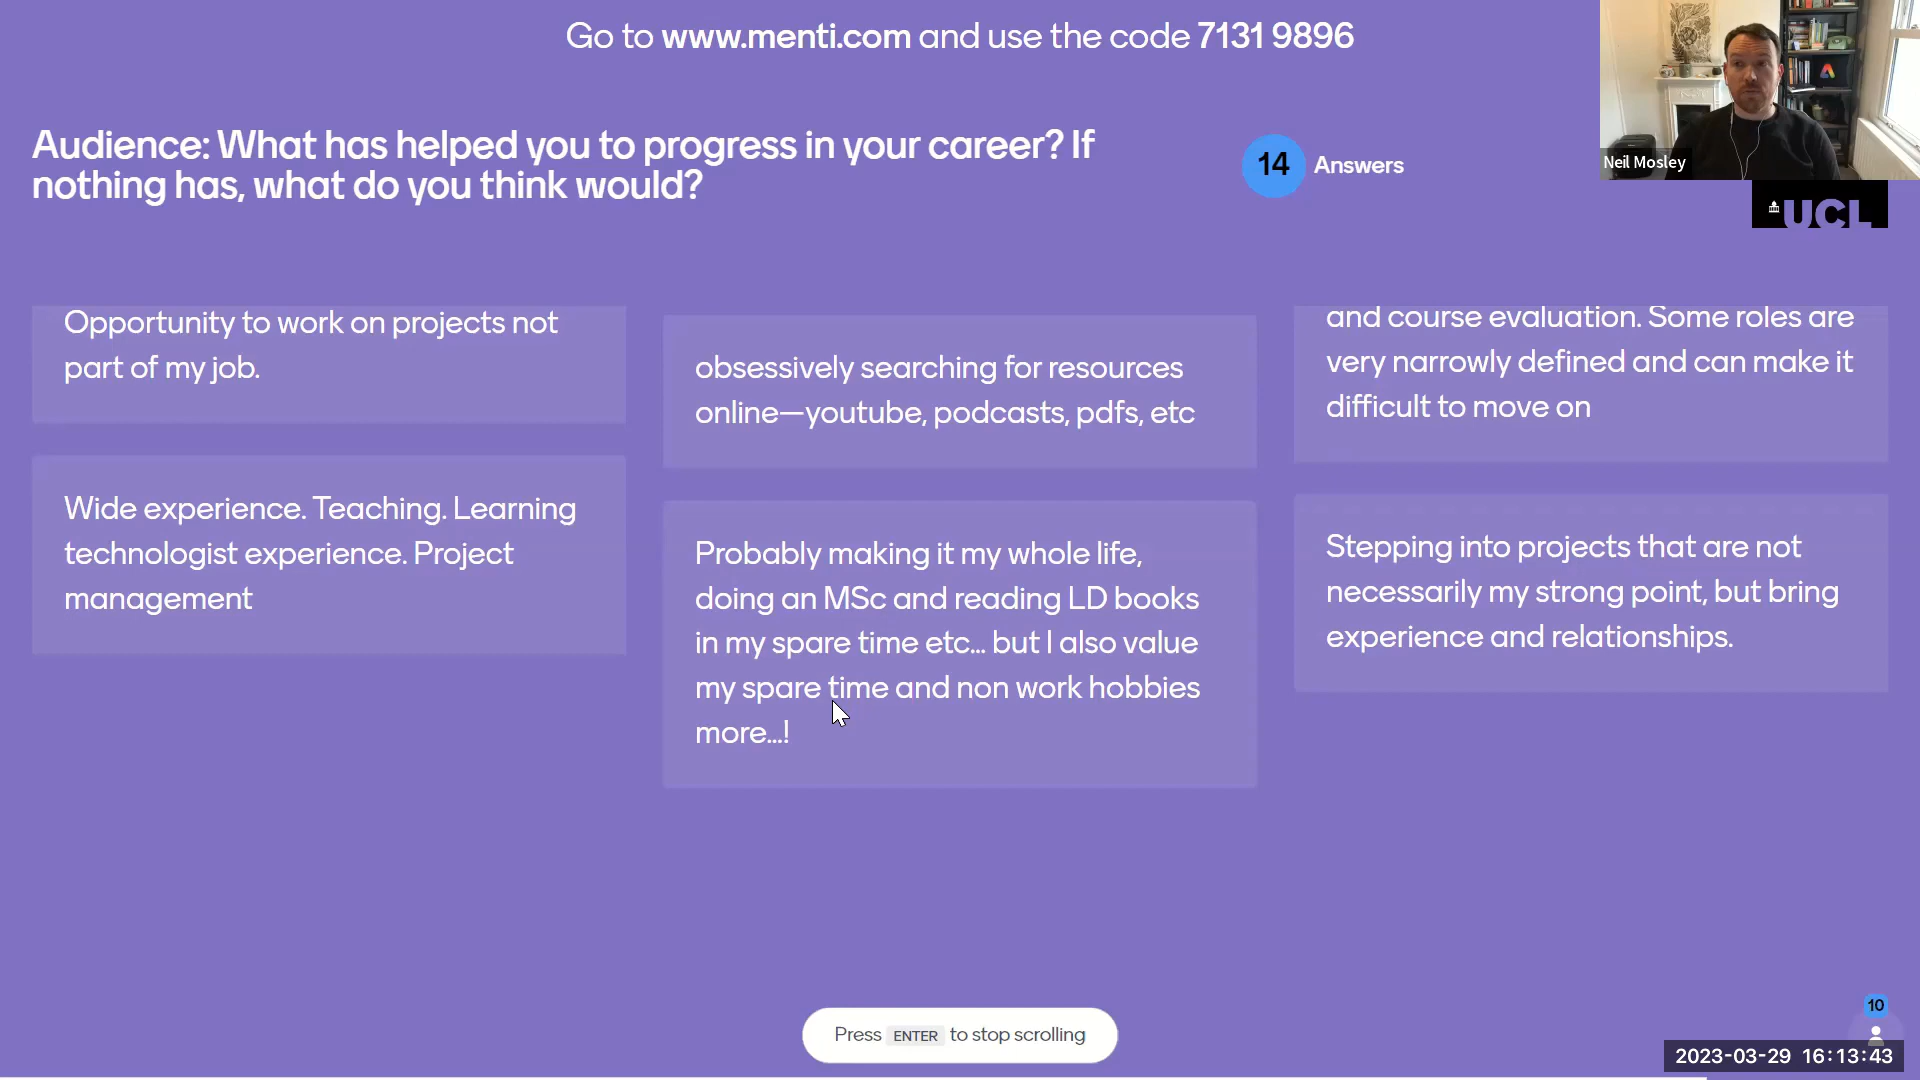 Go to www.menti.com and use the code 7131 9896
Audience: What has helped you to progress in your career? If
nothing has, what do you think would?
14 Answers
Neil Mosley
UCL
Opportunity to work on projects not
part of my job.
Wide experience. Teaching. Learning
technologist experience. Project
management
obsessively searching for resources
online—youtube, podcasts, pdfs, etc
Probably making it my whole life,
doing an MSc and reading LD books
in my spare time etc... but I also value
my spare time and non work hobbies
more...!
and course evaluation. Some roles are
very narrowly defined and can make it
difficult to move on
Stepping into projects that are not
necessarily my strong point, but bring
experience and relationships.
Press ENTER to stop scrolling
10
2023-03-29 16:13:43